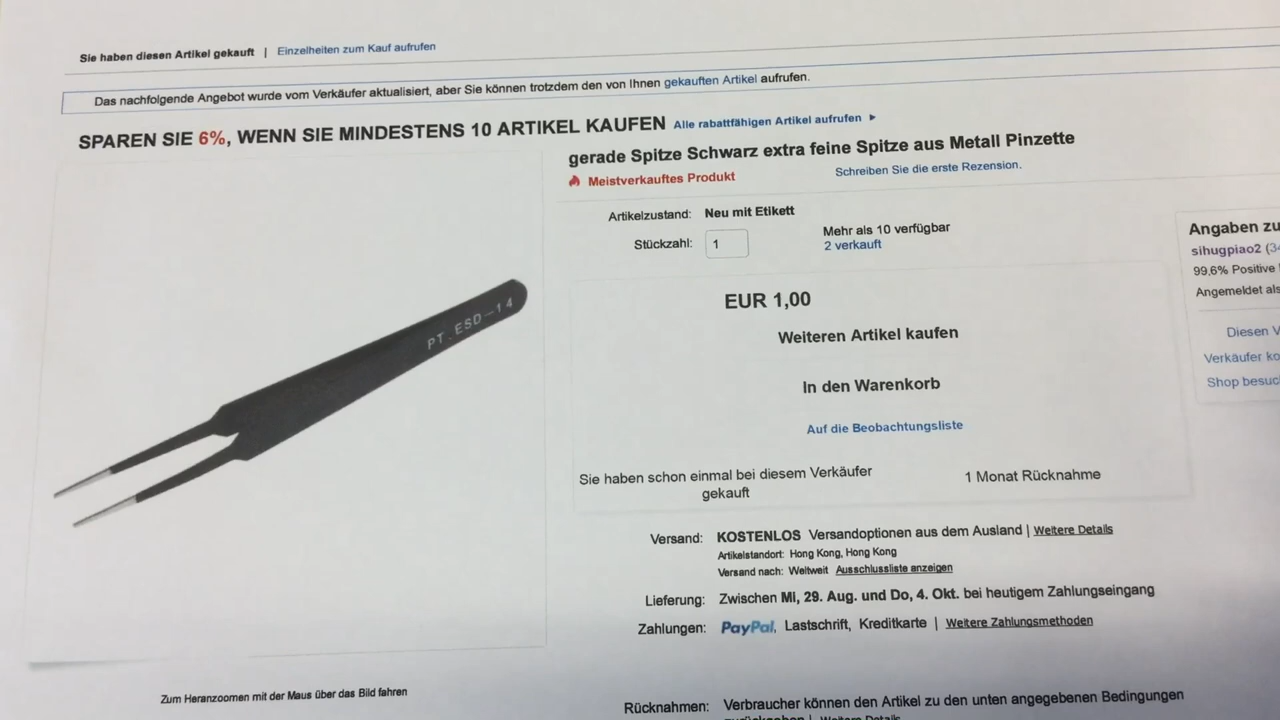 Sie haben diesen Artikel gekauft | Einzelheiten zum Kauf aufrufen
Das nachfolgende Angebot wurde vom Verkäufer aktualisiert, aber Sie können trotzdem den von Ihnen gekauften Artikel aufrufen.
SPAREN SIE 6%, WENN SIE MINDESTENS 10 ARTIKEL KAUFEN Alle rabattfähigen Artikel aufrufen
gerade Spitze Schwarz extra feine Spitze aus Metall Pinzette
Meistverkauftes Produkt
Schreiben Sie die erste Rezension.
Artikelzustand: Neu mit Etikett
Stückzahl: 1
Mehr als 10 verfügbar
2 verkauft
PT.ESD-14
EUR 1,00
Weiteren Artikel kaufen
In den Warenkorb
Auf die Beobachtungsliste
Sie haben schon einmal bei diesem Verkäufer
gekauft
1 Monat Rücknahme
Angaben zu
sihugpiao2
99,6% Positive
Angemeldet als
Diesen V
Verkäufer ko
Shop besuc
Versand: KOSTENLOS Versandoptionen aus dem Ausland | Weitere Details
Artikelstandort: Hong Kong, Hong Kong
Versand nach: Weltweit Ausschlussliste anzeigen
Lieferung: Zwischen Mi, 29. Aug. und Do, 4. Okt. bei heutigem Zahlungseingang
Zahlungen: PayPal, Lastschrift, Kreditkarte | Weitere Zahlungsmethoden
Zum Heranzoomen mit der Maus über das Bild fahren
Rücknahmen: Verbraucher können den Artikel zu den unten angegebenen Bedingungen